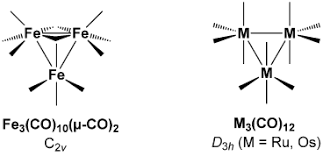 Fe Fe
Fe
Fe₃(CO)₁₀(μ-CO)₂
C₂ᵥ
M M
M
M₃(CO)₁₂
D₃ₕ (M = Ru, Os)